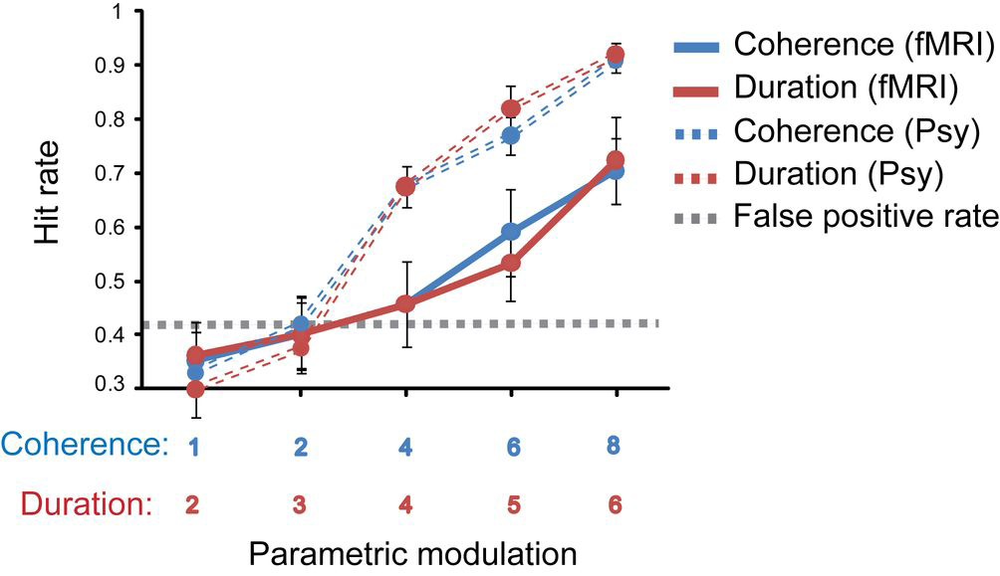 1
0.9
0.8
0.7
0.6
0.5
0.4
0.3
Hit rate
Coherence (fMRI)
Duration (fMRI)
Coherence (Psy)
Duration (Psy)
False positive rate
Coherence: 1 2 4 6 8
Duration: 2 3 4 5 6
Parametric modulation